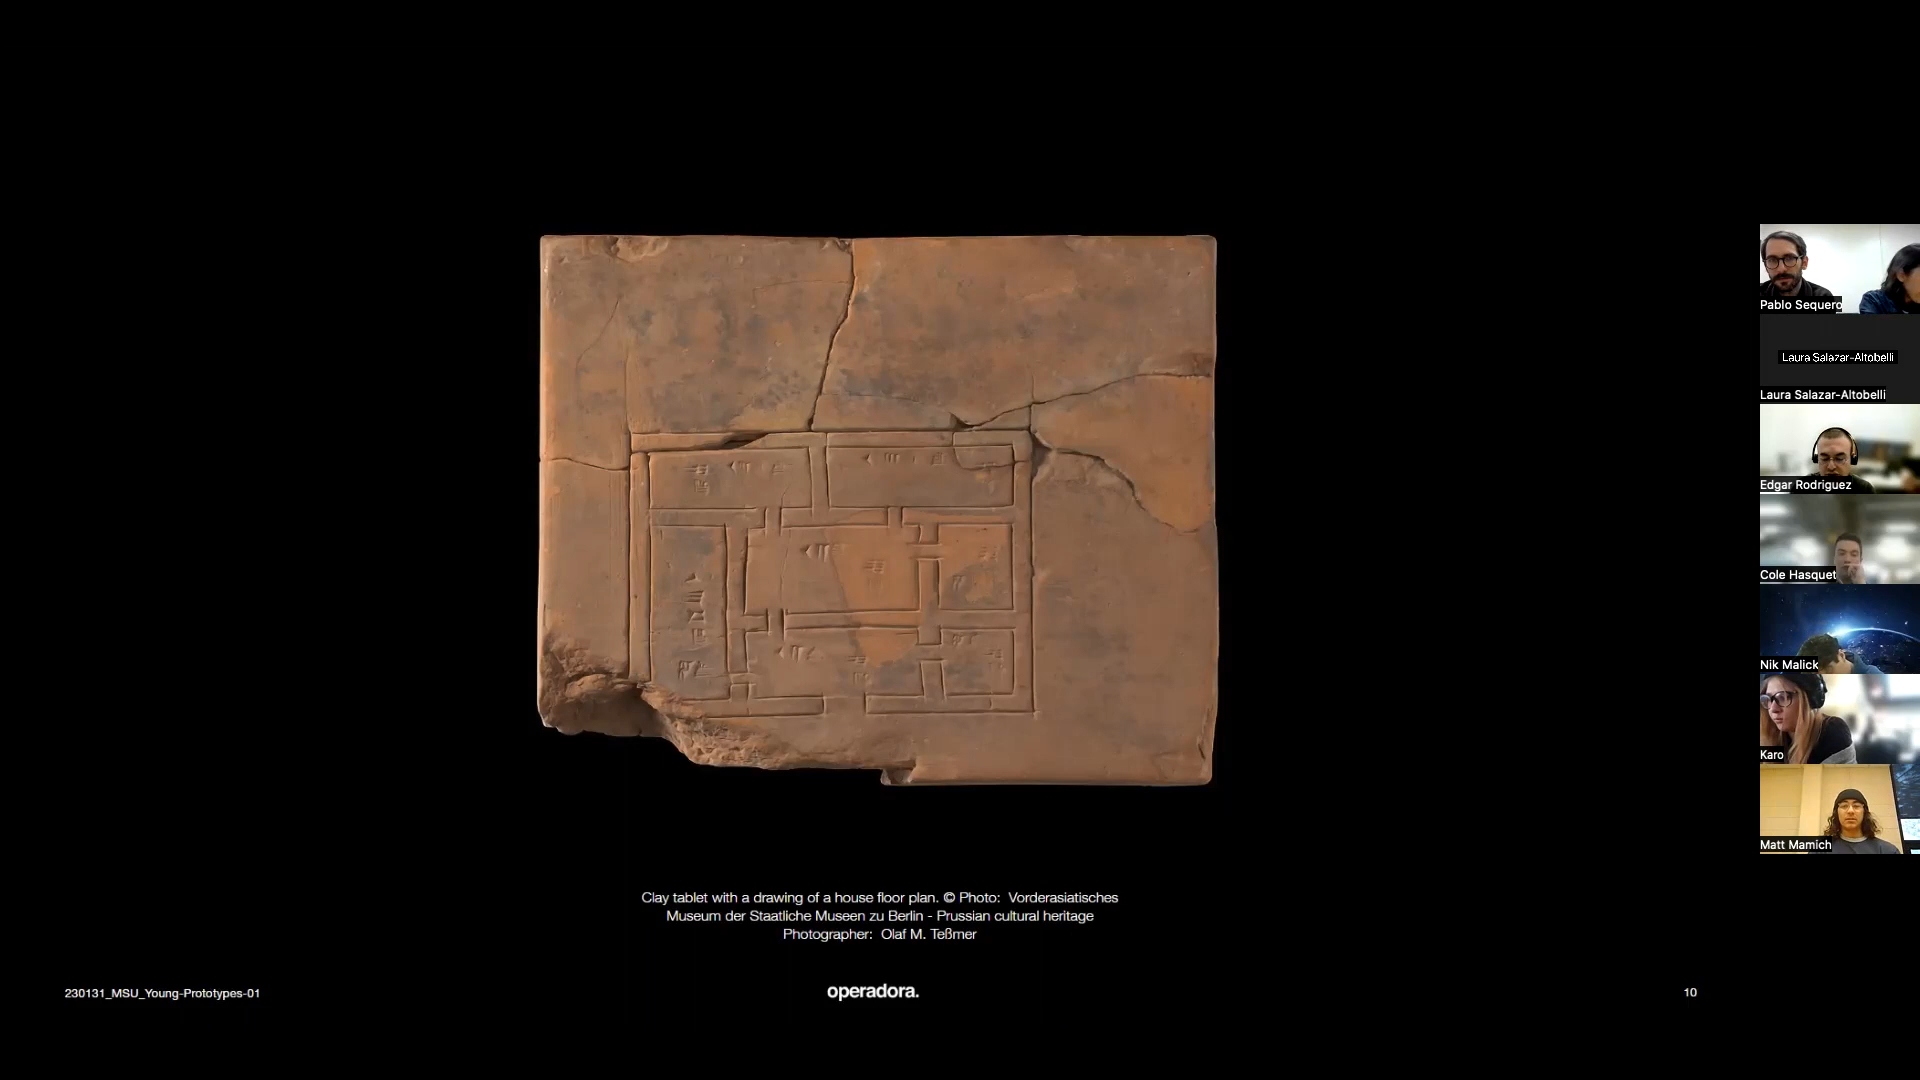 Pablo Sequero
Laura Salazar-Altobelli
Laura Salazar-Altobelli
Edgar Rodriguez
Cole Hasquet
Nik Malick
Karo
Matt Mamich
Clay tablet with a drawing of a house floor plan. © Photo: Vorderasiatisches
Museum der Staatliche Museen zu Berlin - Prussian cultural heritage
Photographer: Olaf M. Teßmer
230131_MSU_Young-Prototypes-01
operadora.
10